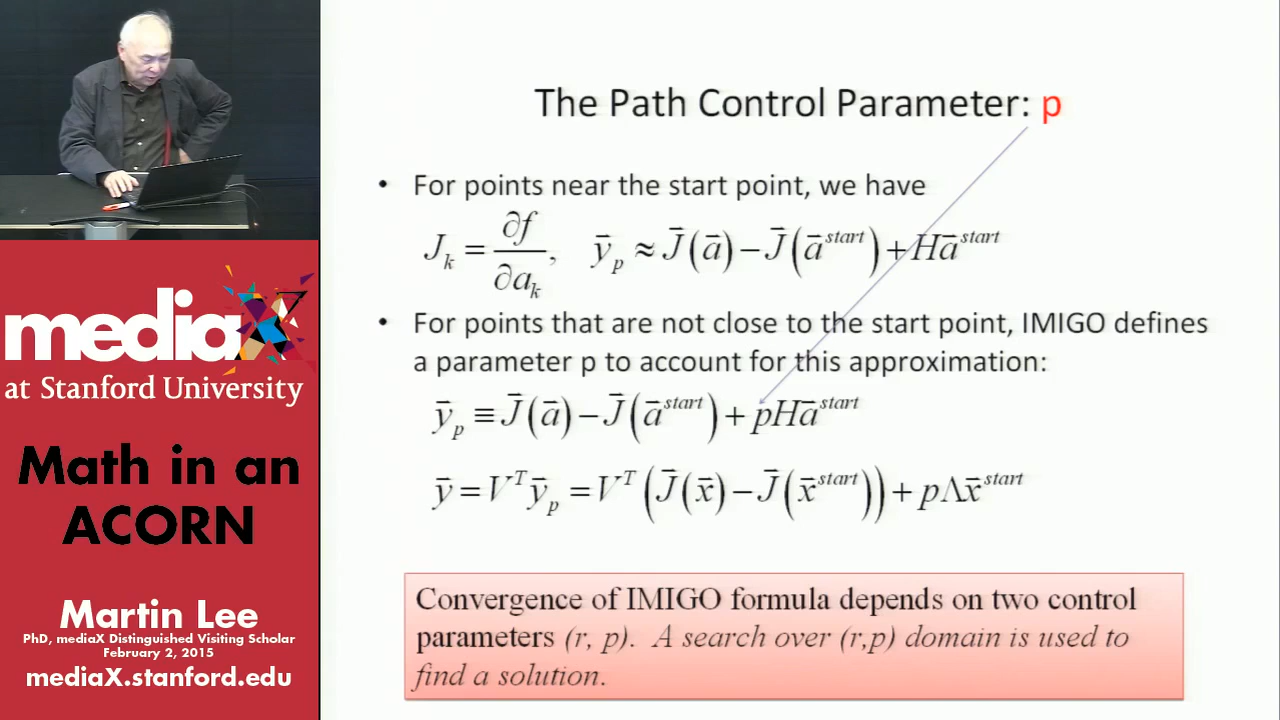 The Path Control Parameter: p
• For points near the start point, we have
J_k = ∂f/∂a_k, ȳ_p ≈ J̄(ā) − J̄(ā^start) + Hā^start
• For points that are not close to the start point, IMIGO defines
a parameter p to account for this approximation:
ȳ_p ≡ J̄(ā) − J̄(ā^start) + pHā^start
ȳ = V^T ȳ_p = V^T (J̄(x̄) − J̄(x̄^start)) + pΛx̄^start
Convergence of IMIGO formula depends on two control
parameters (r, p). A search over (r,p) domain is used to
find a solution.
mediaX
at Stanford University
Math in an
ACORN
Martin Lee
PhD, mediaX Distinguished Visiting Scholar
February 2, 2015
mediaX.stanford.edu